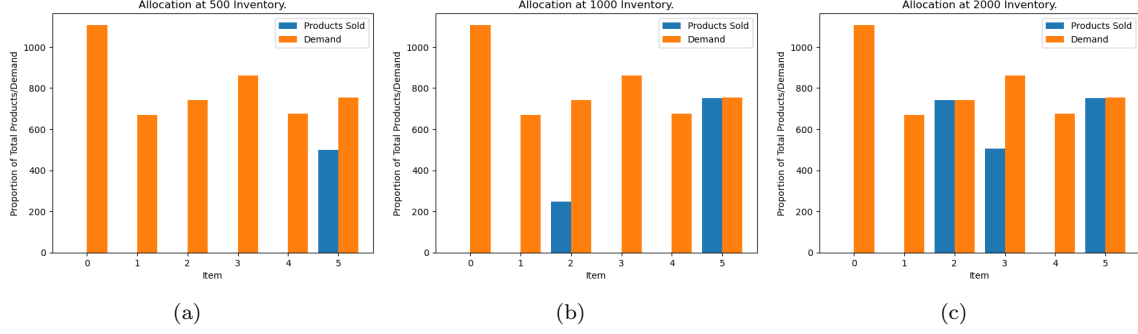 Allocation at 500 Inventory.
Products Sold
Demand
Proportion of Total Products/Demand
1000
800
600
400
200
0
0 1 2 3 4 5
Item
(a)
Allocation at 1000 Inventory.
Products Sold
Demand
Proportion of Total Products/Demand
1000
800
600
400
200
0
0 1 2 3 4 5
Item
(b)
Allocation at 2000 Inventory.
Products Sold
Demand
Proportion of Total Products/Demand
1000
800
600
400
200
0
0 1 2 3 4 5
Item
(c)